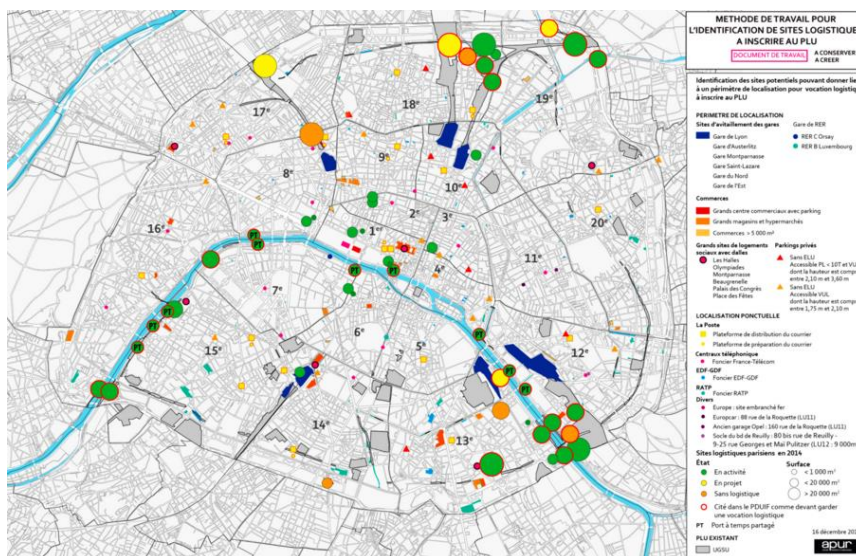 METHODE DE TRAVAIL POUR
L'IDENTIFICATION DE SITES LOGISTIQUE
A INSCRIRE AU PLU
DOCUMENT DE TRAVAIL
A CONSERVER
A CREER
Identification des sites potentiels pouvant donner lie
à un périmètre de localisation pour vocation logistiq
à inscrire au PLU
PERIMETRE DE LOCALISATION
Sites d'avitaillement des gares
Gare de Lyon
Gare d'Austerlitz
Gare Montparnasse
Gare Saint-Lazare
Gare du Nord
Gare de l'Est
Gare de RER
RER C Orsay
RER B Luxembourg
Commerces
Grands centre commerciaux avec parking
Grands magasins et hypermarchés
Commerces > 5 000 m²
Grands sites de logements
sociaux avec dalles
Les Halles
Olympiades
Montparnasse
Beaugrenelle
Palais des Congrès
Place des Fêtes
Parkings privés
Sans ELU
Accessible PL < 10T et VU
dont la hauteur est comp
entre 2,10 m et 3,60 m
Sans ELU
Accessible VUL
dont la hauteur est comp
entre 1,75 m et 2,10 m
LOCALISATION PONCTUELLE
La Poste
Plateforme de distribution du courrier
Plateforme de préparation du courrier
Centraux téléphonique
Foncier France-Télécom
EDF-GDF
Foncier EDF-GDF
RATP
Foncier RATP
Divers
Europe : site embranché fer
Europcar : 88 rue de la Roquette (LU11)
Ancien garage Opel : 160 rue de la Roquette (LU11)
Socle du bd de Reuilly : 80 bis rue de Reuilly -
9-25 rue Georges et Maï Pulitzer (LU12 : 9 000m
Sites logistiques parisiens en 2014
État
En activité
En projet
Sans logistique
Surface
< 1 000 m²
< 20 000 m²
> 20 000 m²
Cité dans le PDUIF comme devant garder
une vocation logistique
PT Port à temps partagé
PLU EXISTANT
UGSU
16 décembre 20
apur
17e
18e
19e
8e
9e
10e
2e
3e
1er
16e
20e
11e
4e
7e
6e
5e
15e
12e
14e
13e
PT
PT
PT
PT
PT
PT
PT
PT
PT
PT